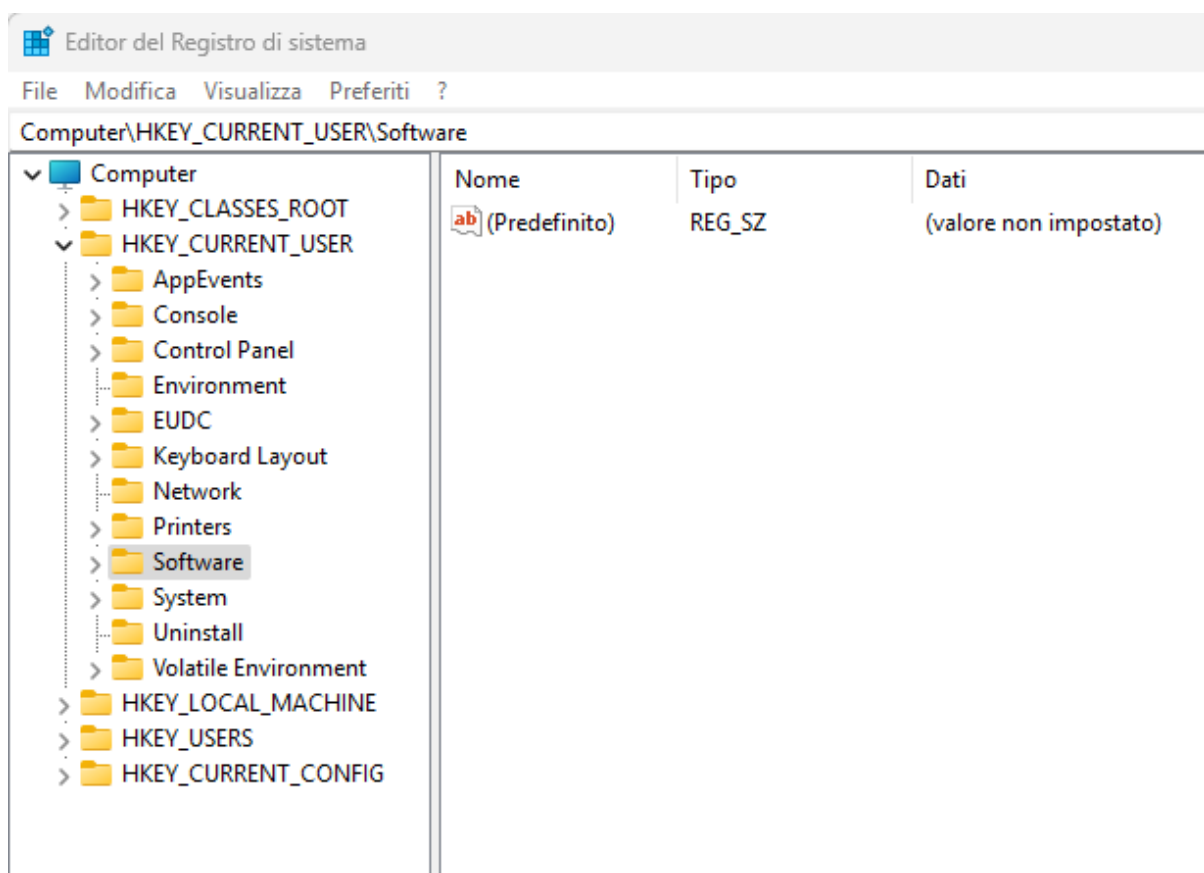 Editor del Registro di sistema
File Modifica Visualizza Preferiti ?
Computer\HKEY_CURRENT_USER\Software
Computer
HKEY_CLASSES_ROOT
HKEY_CURRENT_USER
AppEvents
Console
Control Panel
Environment
EUDC
Keyboard Layout
Network
Printers
Software
System
Uninstall
Volatile Environment
HKEY_LOCAL_MACHINE
HKEY_USERS
HKEY_CURRENT_CONFIG
Nome Tipo Dati
ab (Predefinito) REG_SZ (valore non impostato)